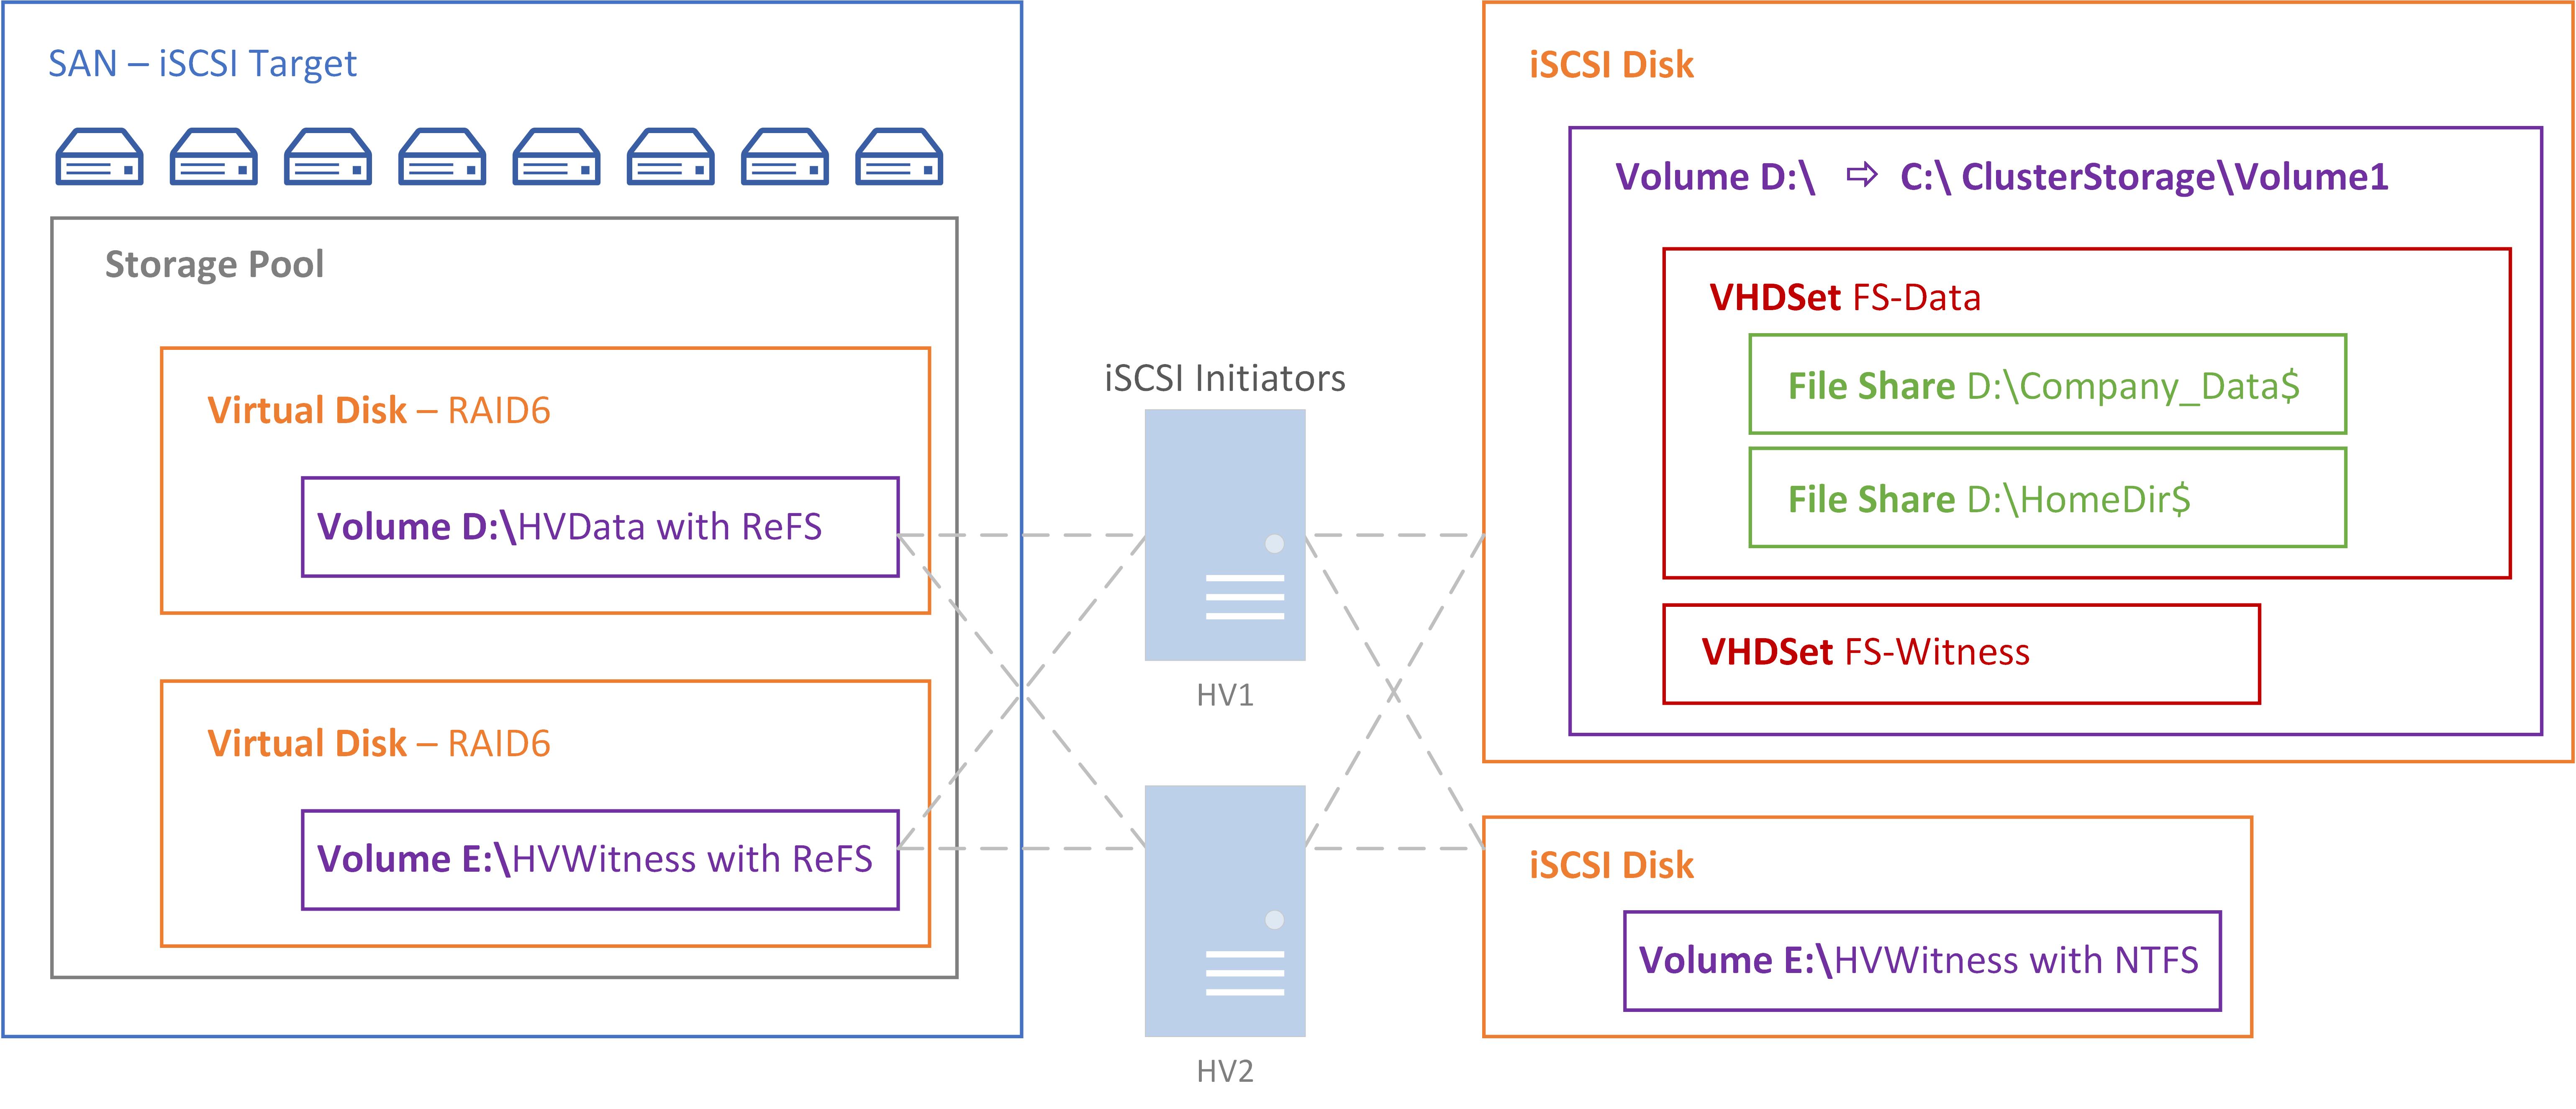 SAN – iSCSI Target
Storage Pool
Virtual Disk – RAID6
Volume D:\HVData with ReFS
Virtual Disk – RAID6
Volume E:\HVWitness with ReFS
iSCSI Initiators
HV1
HV2
iSCSI Disk
Volume D:\ ⇨ C:\ ClusterStorage\Volume1
VHDSet FS-Data
File Share D:\Company_Data$
File Share D:\HomeDir$
VHDSet FS-Witness
iSCSI Disk
Volume E:\HVWitness with NTFS